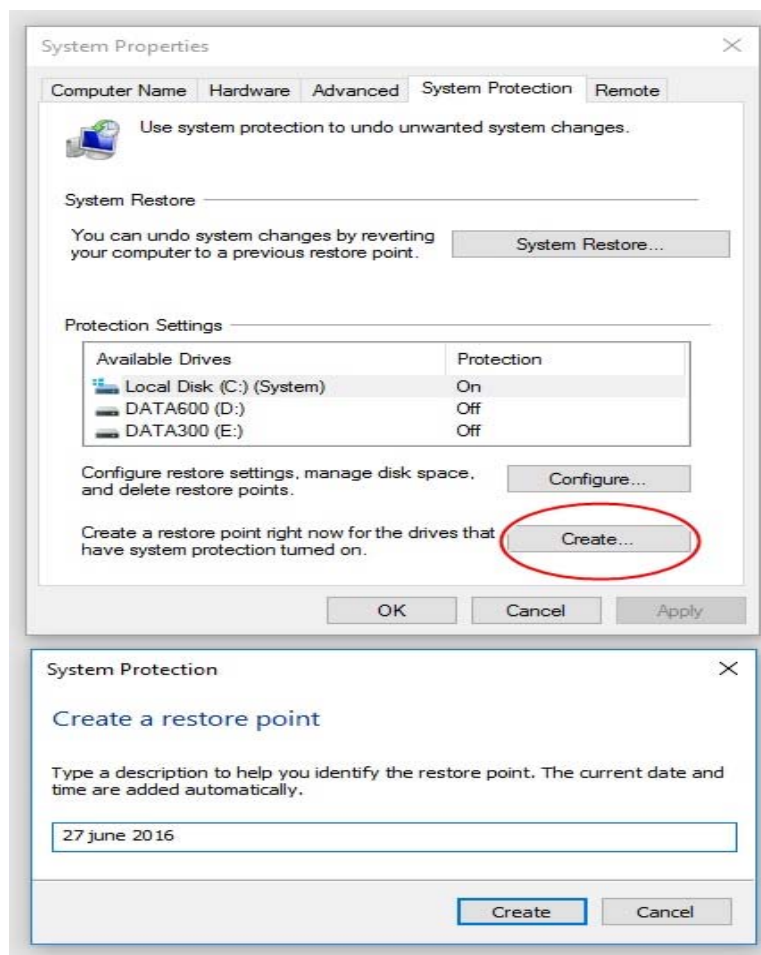 System Properties
Computer Name Hardware Advanced System Protection Remote
Use system protection to undo unwanted system changes.
System Restore
You can undo system changes by reverting
your computer to a previous restore point.
System Restore...
Protection Settings
Available Drives Protection
Local Disk (C:) (System) On
DATA600 (D:) Off
DATA300 (E:) Off
Configure restore settings, manage disk space,
and delete restore points.
Configure...
Create a restore point right now for the drives that
have system protection turned on.
Create...
OK Cancel Apply
System Protection
Create a restore point
Type a description to help you identify the restore point. The current date and
time are added automatically.
27 june 2016
Create Cancel